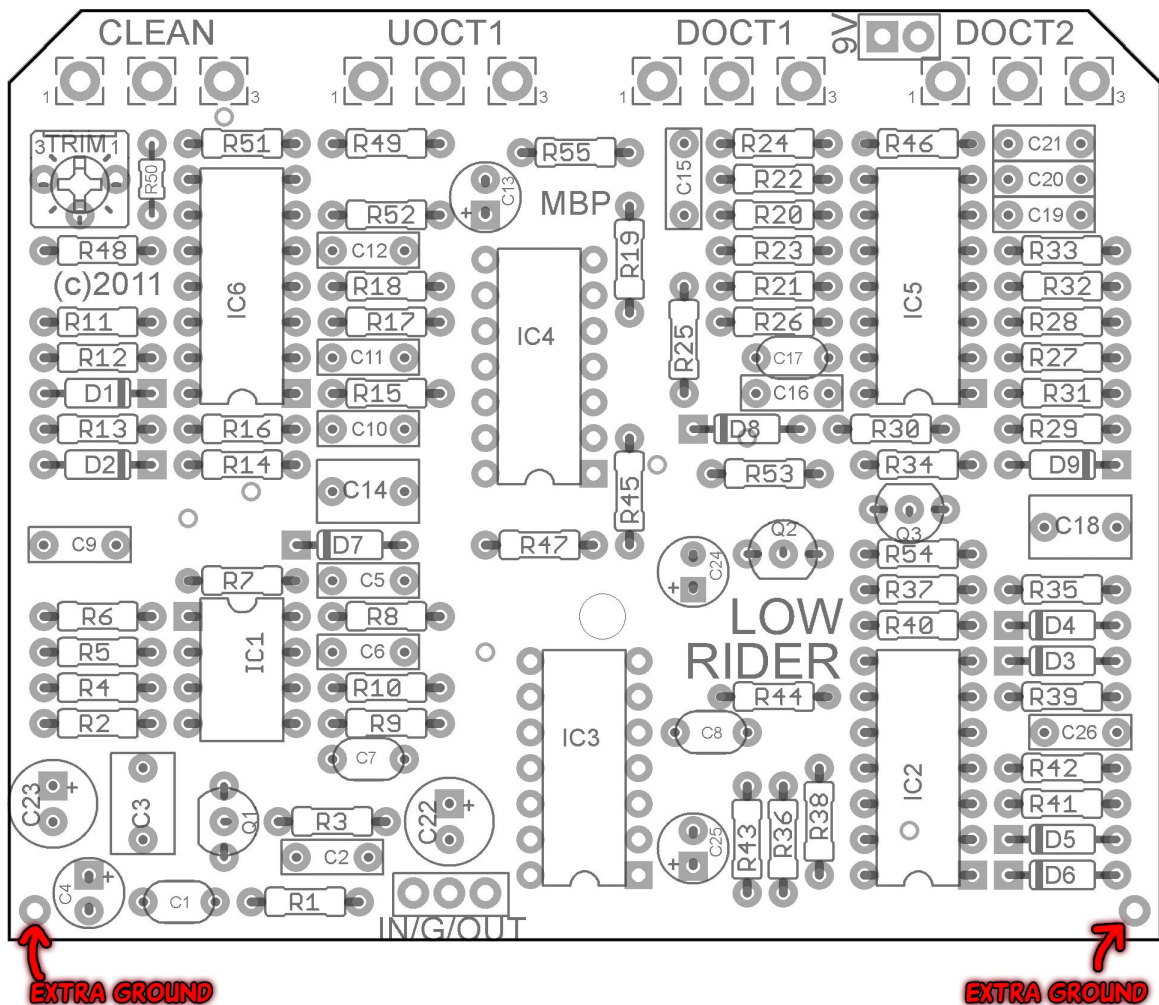 CLEAN UOCT1 DOCT1 9V DOCT2
1 3 1 3 1 3 1 3
3 TRIM 1 R50 R51 R49 R55 C15 R24 R46 C21
C13 R22 C20
+ MBP
R52 R20 C19
R48 C12 R19 R23 R33
(c)2011 IC6 R18 R21 IC5 R32
R11 R17 IC4 R25 R26 R28
R12 C11 C17 R27
D1 R15 C16 R31
R13 R16 C10 D8 R30 R29
D2 R14 R53 R34 D9
C14 R45
Q3 C18
C9 D7 R47 Q2 R54
R7 C5 C24 + R37 R35
R6 R8 LOW R40 D4
R5 IC1 C6 RIDER D3
R4 R10 R44 R39
R2 R9 IC3 C8 C26
C7 R42
C23 + C3 IC2 R41
Q1 R3 C22 + R43 R36 R38
C25 + D5
C4 + C2 D6
C1 R1
IN/G/OUT
EXTRA GROUND EXTRA GROUND